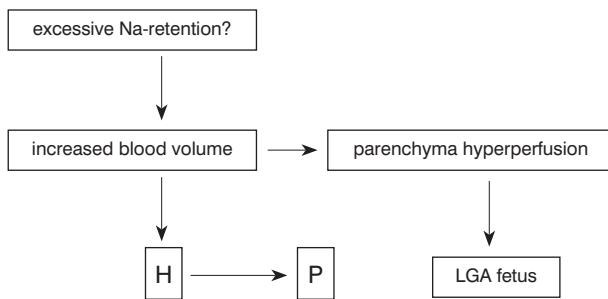 excessive Na-retention?
increased blood volume
parenchyma hyperperfusion
H
P
LGA fetus